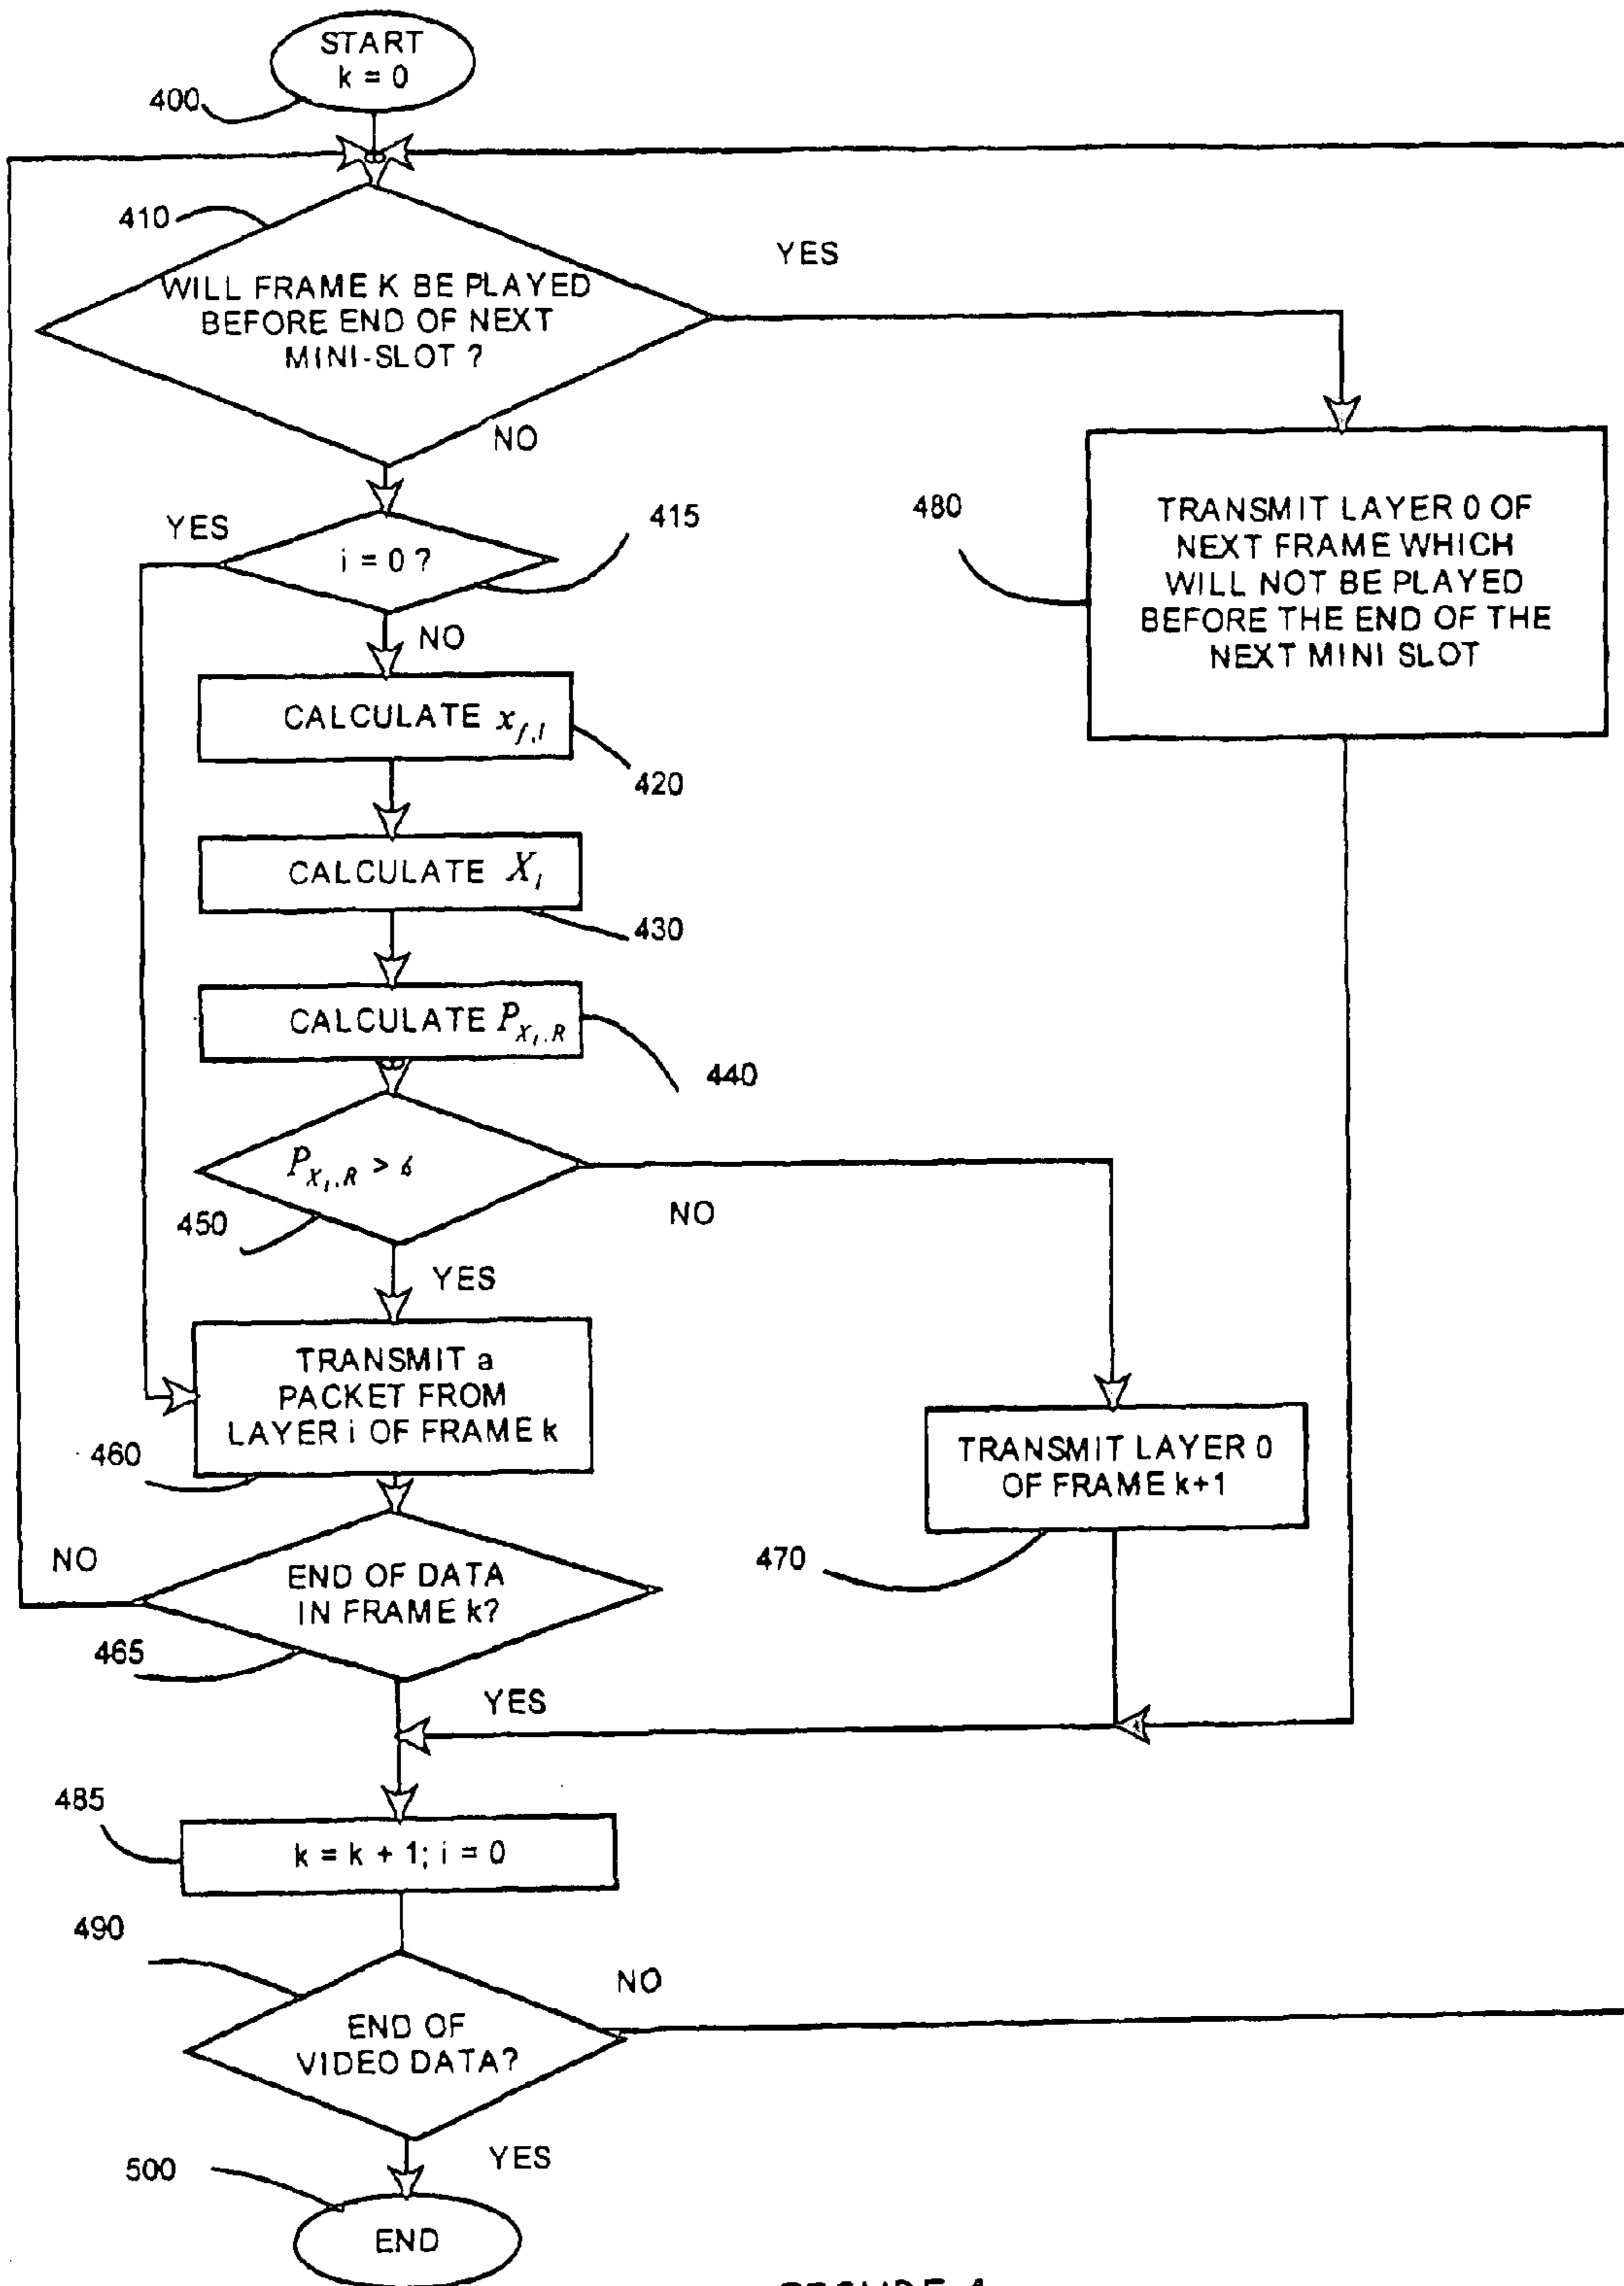 START
k = 0
400
410
YES
WILL FRAME K BE PLAYED
BEFORE END OF NEXT
MINI-SLOT ?
NO
YES
i = 0 ?
415
480
TRANSMIT LAYER 0 OF
NEXT FRAME WHICH
WILL NOT BE PLAYED
BEFORE THE END OF THE
NEXT MINI SLOT
NO
CALCULATE x_{f,i}
420
CALCULATE X_i
430
CALCULATE P_{X_i,R}
440
P_{X_i,R} > 6
450
NO
YES
TRANSMIT a
PACKET FROM
LAYER i OF FRAME k
460
TRANSMIT LAYER 0
OF FRAME k+1
470
NO
END OF DATA
IN FRAME k?
465
YES
485
k = k + 1; i = 0
490
NO
END OF
VIDEO DATA?
YES
500
END